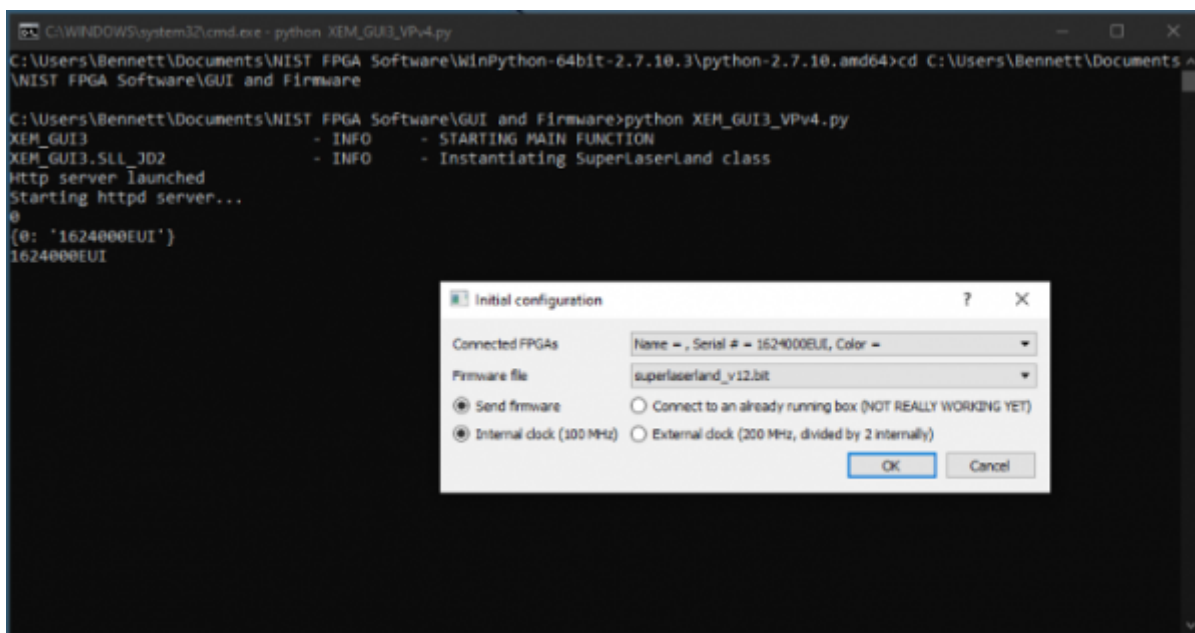 C:\WINDOWS\system32\cmd.exe - python XEM_GUI3_VPv4.py
C:\Users\Bennett\Documents\NIST FPGA Software\WinPython-64bit-2.7.10.3\python-2.7.10.amd64>cd C:\Users\Bennett\Documents
\NIST FPGA Software\GUI and Firmware
C:\Users\Bennett\Documents\NIST FPGA Software\GUI and Firmware>python XEM_GUI3_VPv4.py
XEM_GUI3 - INFO - STARTING MAIN FUNCTION
XEM_GUI3.SLL_JD2 - INFO - Instantiating SuperLaserLand class
Http server launched
Starting httpd server...
0
{0: '1624000EUI'}
1624000EUI
Initial configuration
Connected FPGAs Name = , Serial # = 1624000EUI, Color =
Firmware file superlaserland_v12.bit
Send firmware Connect to an already running box (NOT REALLY WORKING YET)
Internal clock (100 MHz) External clock (200 MHz, divided by 2 internally)
OK Cancel